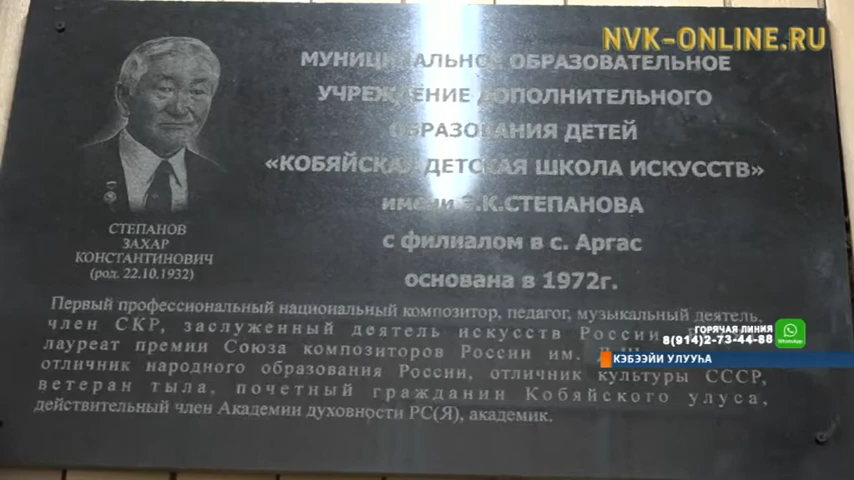 NVK-ONLINE.RU
МУНИЦИПАЛЬНОЕ ОБРАЗОВАТЕЛЬНОЕ
УЧРЕЖДЕНИЕ ДОПОЛНИТЕЛЬНОГО
ОБРАЗОВАНИЯ ДЕТЕЙ
«КОБЯЙСКАЯ ДЕТСКАЯ ШКОЛА ИСКУССТВ»
имени З.К.СТЕПАНОВА
с филиалом в с. Аргас
основана в 1972г.
СТЕПАНОВ
ЗАХАР
КОНСТАНТИНОВИЧ
(род. 22.10.1932)
Первый профессиональный национальный композитор, педагог, музыкальный деятель,
член СКР, заслуженный деятель искусств России,
лауреат премии Союза композиторов России им.
отличник народного образования России, отличник культуры СССР,
ветеран тыла, почетный гражданин Кобяйского улуса,
действительный член Академии духовности РС(Я), академик.
ГОРЯЧАЯ ЛИНИЯ
8(914)2-73-44-88
WhatsApp
КЭБЭЭЙИ УЛУУҺА